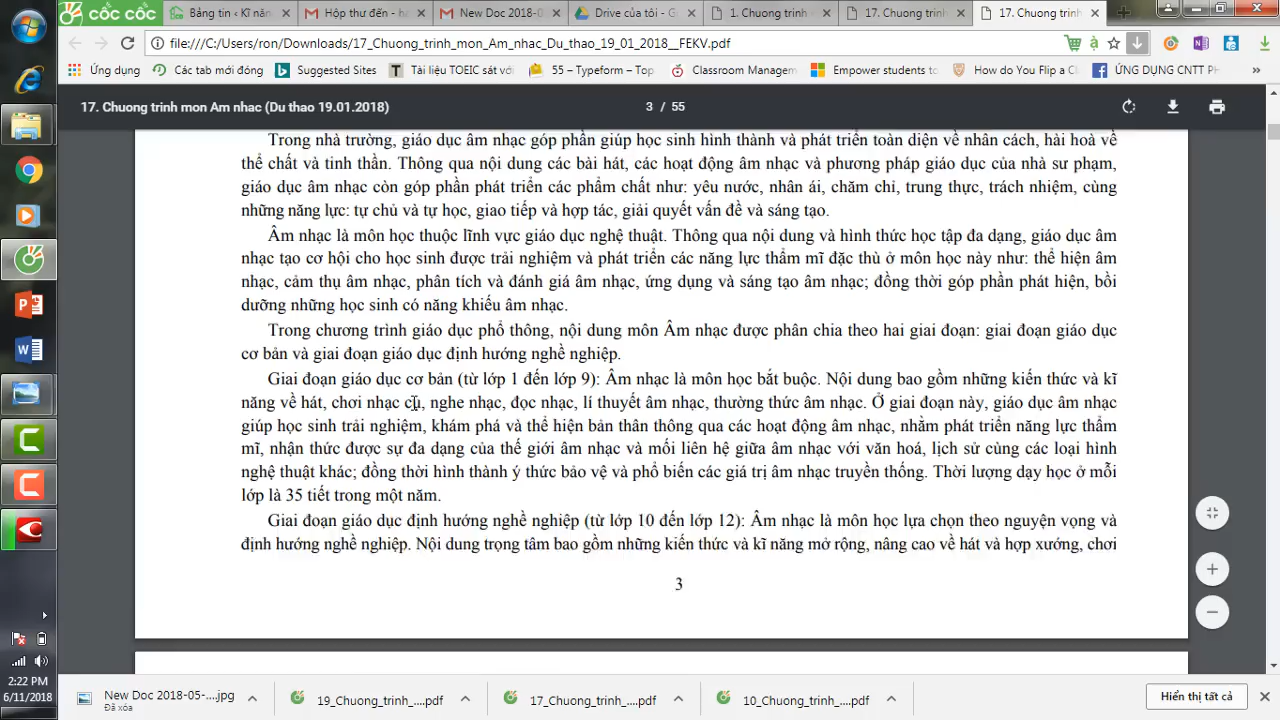 cốc cốc
Bảng tin ‹ Kĩ năn
Hộp thư đến - ba
New Doc 2018-0
Drive của tôi - G
1. Chương trình
17. Chuong trinh
17. Chuong trinh
file:///C:/Users/ron/Downloads/17_Chuong_trinh_mon_Am_nhac_Du_thao_19_01_2018__FEKV.pdf
Ứng dụng
Các tab mới đóng
Suggested Sites
Tài liệu TOEIC sát với
55 – Typeform – Top
Classroom Managem
Empower students to
How do You Flip a Cl
ỨNG DỤNG CNTT PH
»
17. Chuong trinh mon Am nhac (Du thao 19.01.2018)
3 / 55
Trong nhà trường, giáo dục âm nhạc góp phần giúp học sinh hình thành và phát triển toàn diện về nhân cách, hài hoà về
thể chất và tinh thần. Thông qua nội dung các bài hát, các hoạt động âm nhạc và phương pháp giáo dục của nhà sư phạm,
giáo dục âm nhạc còn góp phần phát triển các phẩm chất như: yêu nước, nhân ái, chăm chỉ, trung thực, trách nhiệm, cùng
những năng lực: tự chủ và tự học, giao tiếp và hợp tác, giải quyết vấn đề và sáng tạo.
Âm nhạc là môn học thuộc lĩnh vực giáo dục nghệ thuật. Thông qua nội dung và hình thức học tập đa dạng, giáo dục âm
nhạc tạo cơ hội cho học sinh được trải nghiệm và phát triển các năng lực thẩm mĩ đặc thù ở môn học này như: thể hiện âm
nhạc, cảm thụ âm nhạc, phân tích và đánh giá âm nhạc, ứng dụng và sáng tạo âm nhạc; đồng thời góp phần phát hiện, bồi
dưỡng những học sinh có năng khiếu âm nhạc.
Trong chương trình giáo dục phổ thông, nội dung môn Âm nhạc được phân chia theo hai giai đoạn: giai đoạn giáo dục
cơ bản và giai đoạn giáo dục định hướng nghề nghiệp.
Giai đoạn giáo dục cơ bản (từ lớp 1 đến lớp 9): Âm nhạc là môn học bắt buộc. Nội dung bao gồm những kiến thức và kĩ
năng về hát, chơi nhạc cụ, nghe nhạc, đọc nhạc, lí thuyết âm nhạc, thường thức âm nhạc. Ở giai đoạn này, giáo dục âm nhạc
giúp học sinh trải nghiệm, khám phá và thể hiện bản thân thông qua các hoạt động âm nhạc, nhằm phát triển năng lực thẩm
mĩ, nhận thức được sự đa dạng của thế giới âm nhạc và mối liên hệ giữa âm nhạc với văn hoá, lịch sử cùng các loại hình
nghệ thuật khác; đồng thời hình thành ý thức bảo vệ và phổ biến các giá trị âm nhạc truyền thống. Thời lượng dạy học ở mỗi
lớp là 35 tiết trong một năm.
Giai đoạn giáo dục định hướng nghề nghiệp (từ lớp 10 đến lớp 12): Âm nhạc là môn học lựa chọn theo nguyện vọng và
định hướng nghề nghiệp. Nội dung trọng tâm bao gồm những kiến thức và kĩ năng mở rộng, nâng cao về hát và hợp xướng, chơi
3
2:22 PM
6/11/2018
New Doc 2018-05-....jpg
Đã xóa
19_Chuong_trinh_....pdf
17_Chuong_trinh_....pdf
10_Chuong_trinh_....pdf
Hiển thị tất cả